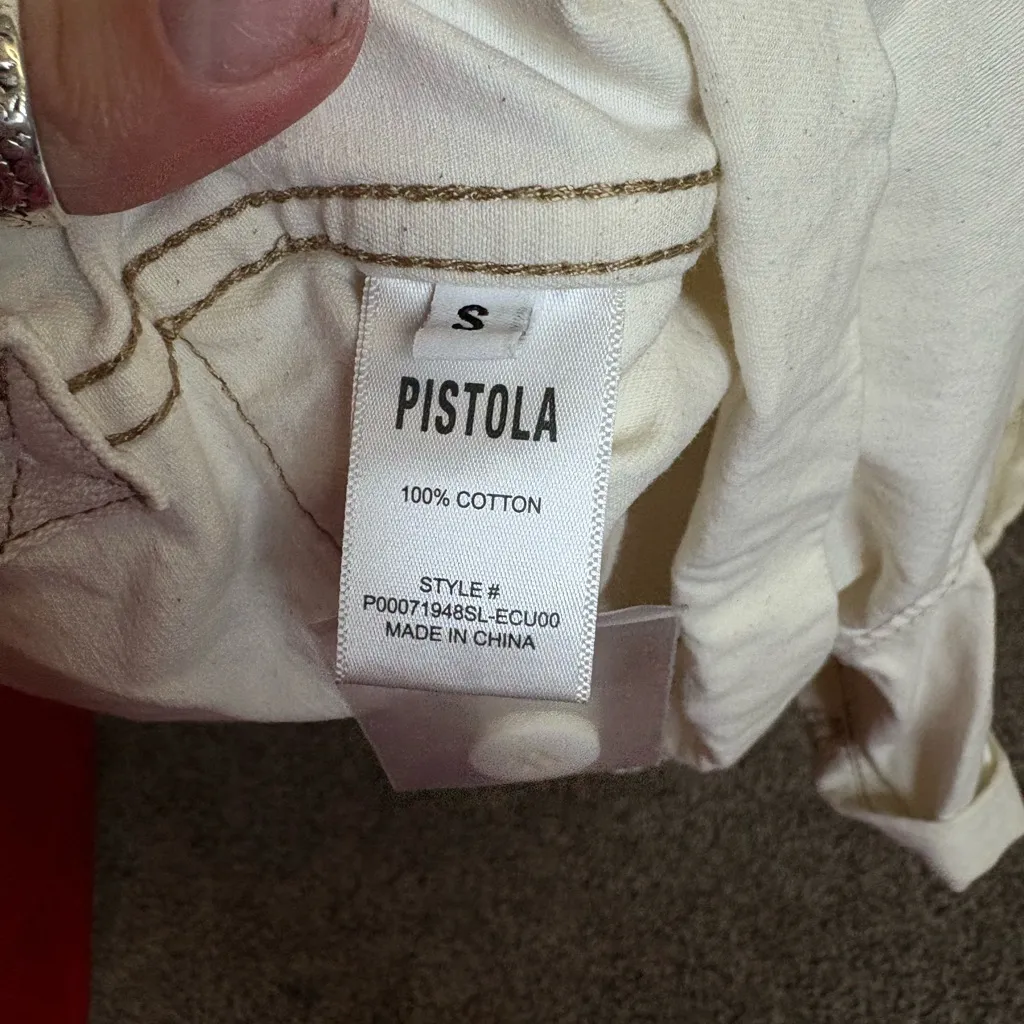 S
PISTOLA
100% COTTON
STYLE #
P00071948SL-ECU00
MADE IN CHINA